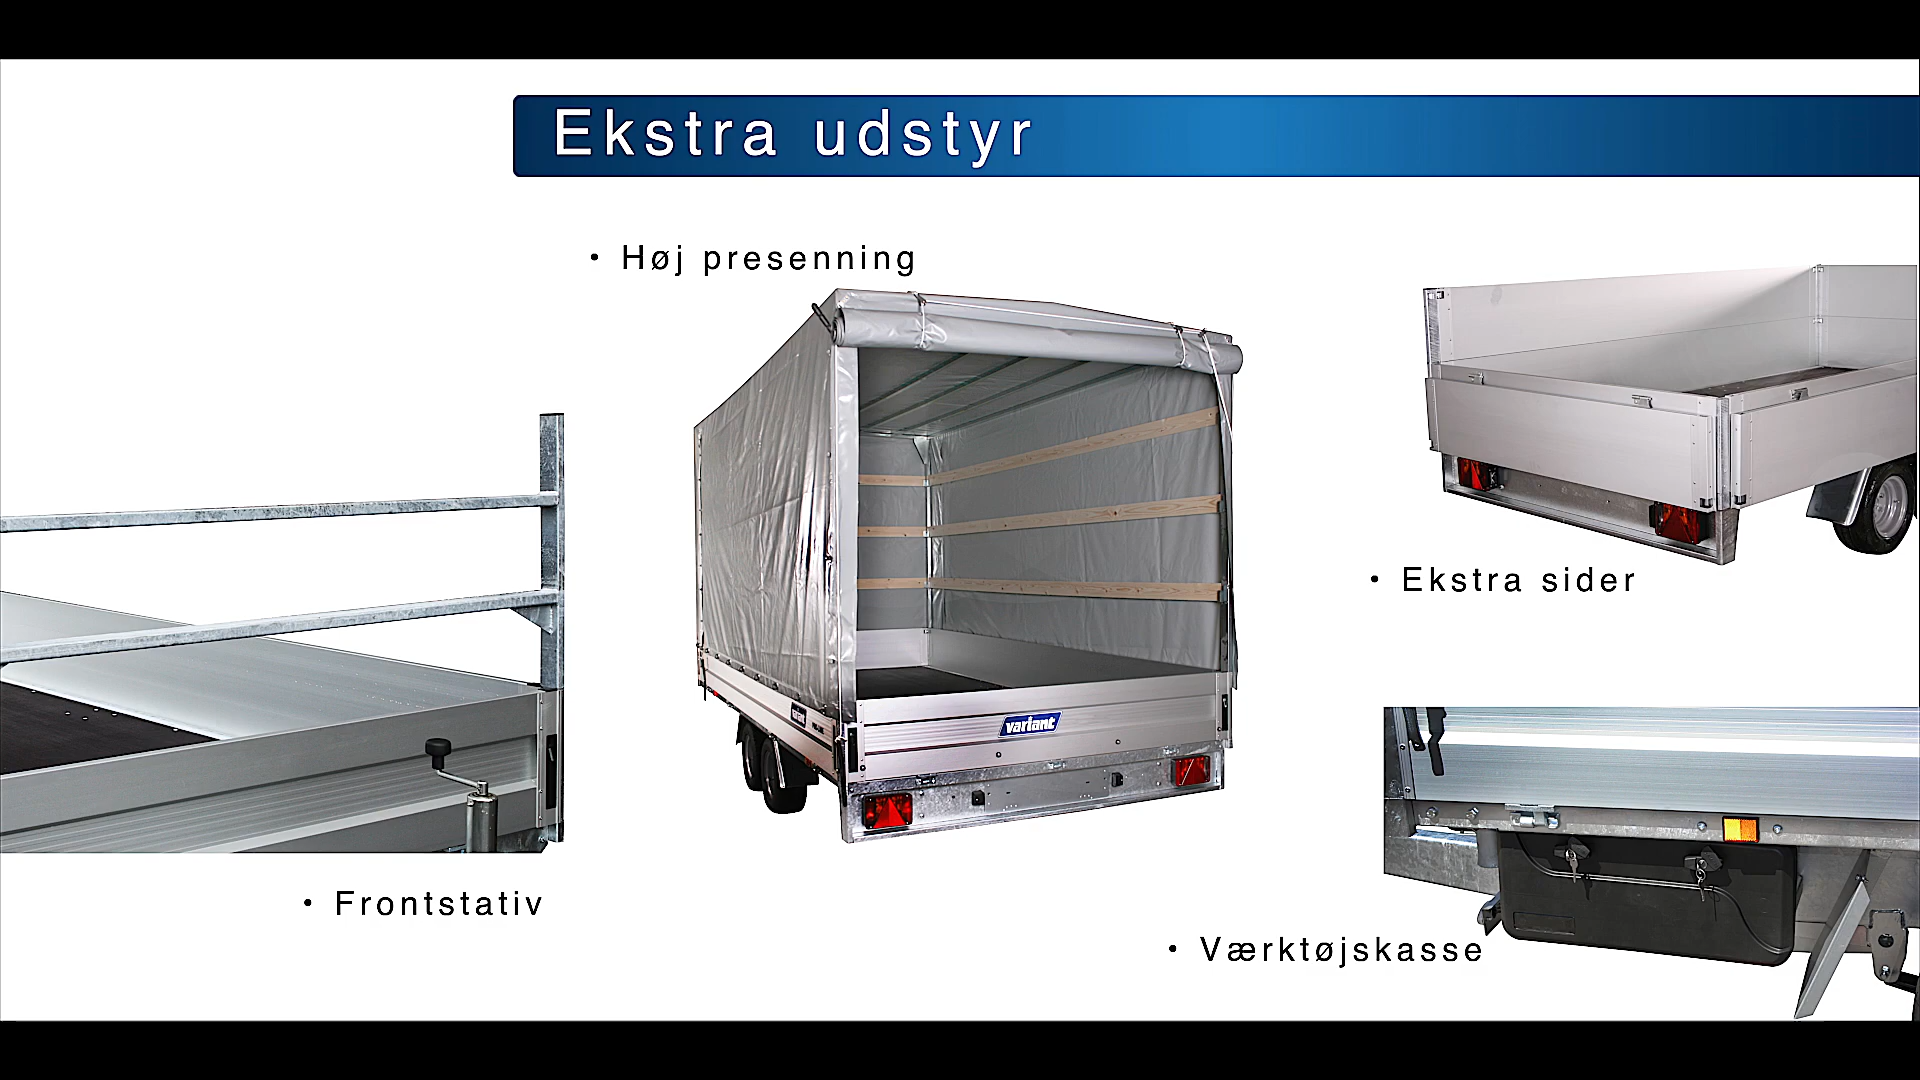 Ekstra udstyr
• Høj presenning
• Ekstra sider
variant
• Frontstativ
• Værktøjskasse